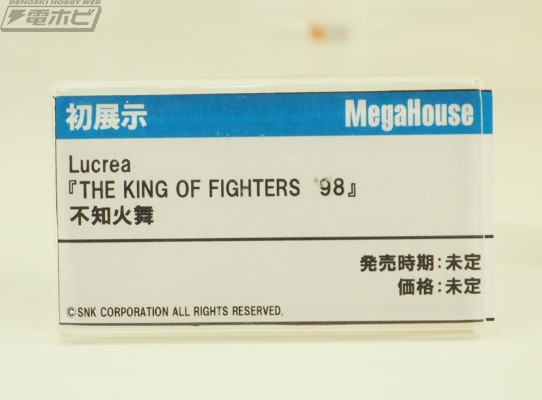 DENGEKI HOBBY WEB
電ホビ
初展示 MegaHouse
Lucrea
『THE KING OF FIGHTERS '98』
不知火舞
発売時期:未定
価格:未定
©SNK CORPORATION ALL RIGHTS RESERVED.